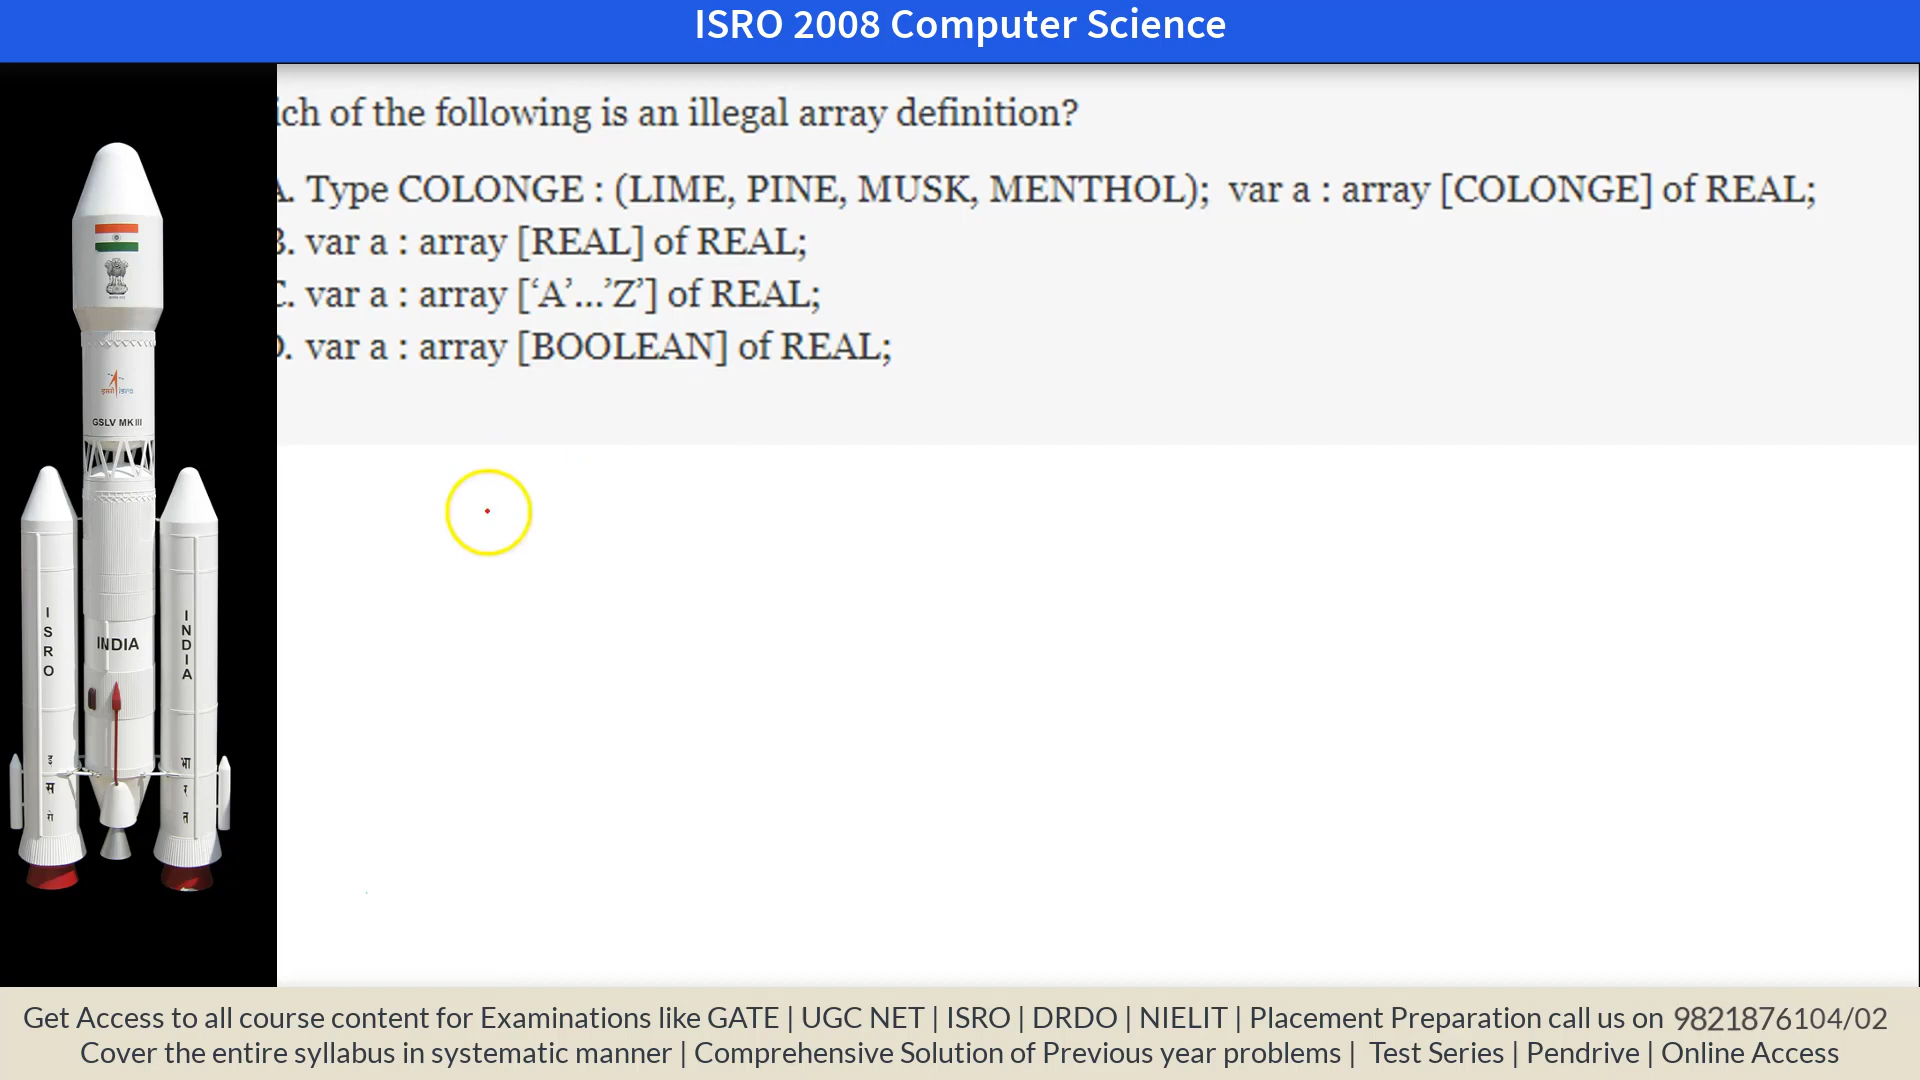 ISRO 2008 Computer Science
ich of the following is an illegal array definition?
A. Type COLONGE : (LIME, PINE, MUSK, MENTHOL); var a : array [COLONGE] of REAL;
B. var a : array [REAL] of REAL;
C. var a : array [‘A’...’Z’] of REAL;
D. var a : array [BOOLEAN] of REAL;
इसरो isro
GSLV MK III
INDIA
I
S
R
O
I
N
D
I
A
इ
स
रो
भा
र
त
Get Access to all course content for Examinations like GATE | UGC NET | ISRO | DRDO | NIELIT | Placement Preparation call us on 9821876104/02
Cover the entire syllabus in systematic manner | Comprehensive Solution of Previous year problems | Test Series | Pendrive | Online Access